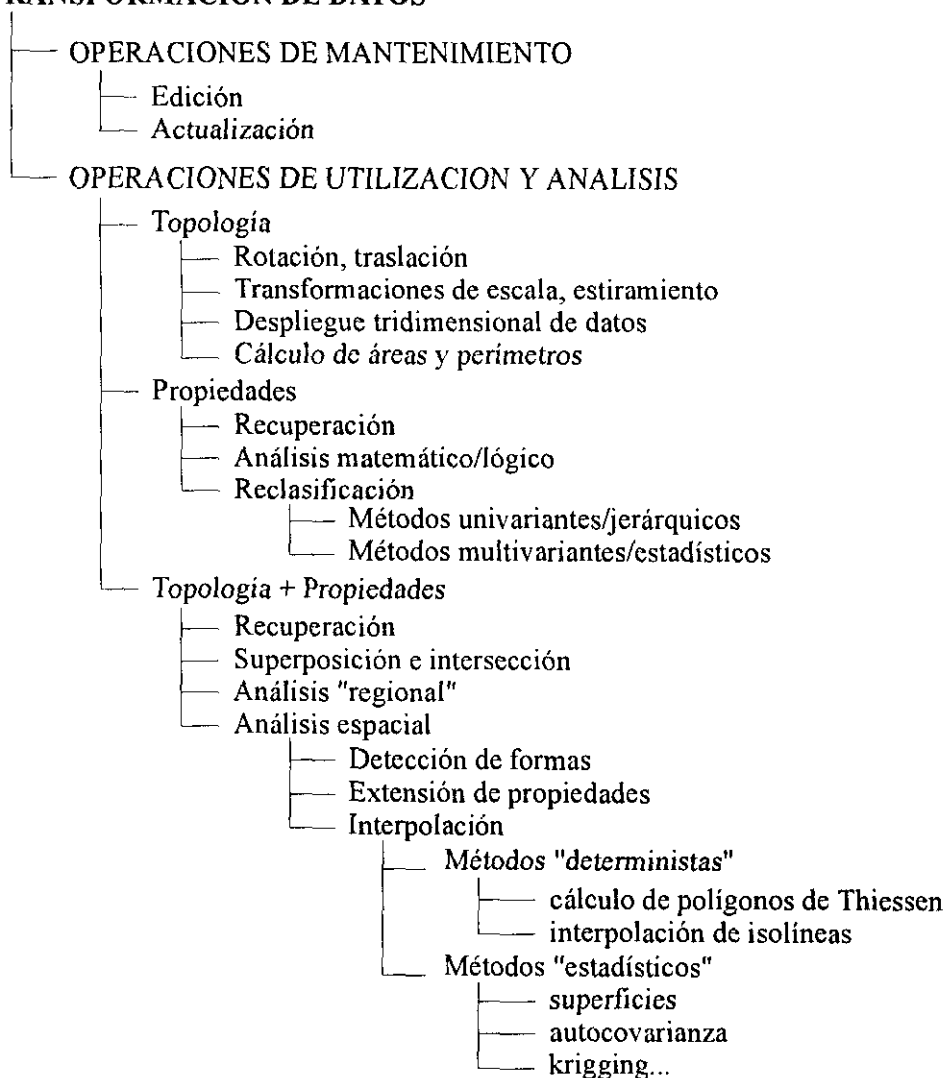 TRANSFORMACION DE DATOS
OPERACIONES DE MANTENIMIENTO
Edición
Actualización
OPERACIONES DE UTILIZACION Y ANALISIS
Topología
Rotación, traslación
Transformaciones de escala, estiramiento
Despliegue tridimensional de datos
Cálculo de áreas y perímetros
Propiedades
Recuperación
Análisis matemático/lógico
Reclasificación
Métodos univariantes/jerárquicos
Métodos multivariantes/estadísticos
Topología + Propiedades
Recuperación
Superposición e intersección
Análisis "regional"
Análisis espacial
Detección de formas
Extensión de propiedades
Interpolación
Métodos "deterministas"
cálculo de polígonos de Thiessen
interpolación de isolíneas
Métodos "estadísticos"
superficies
autocovarianza
krigging...